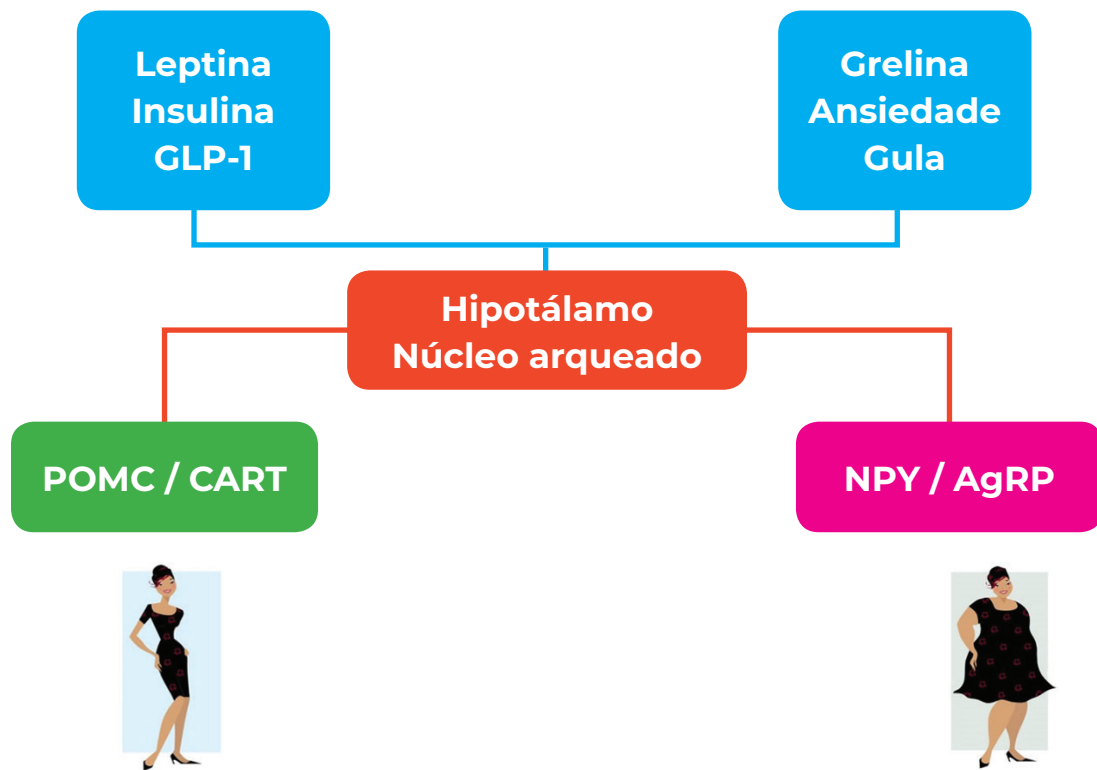 Leptina
Insulina
GLP-1
Grelina
Ansiedade
Gula
Hipotálamo
Núcleo arqueado
POMC / CART
NPY / AgRP